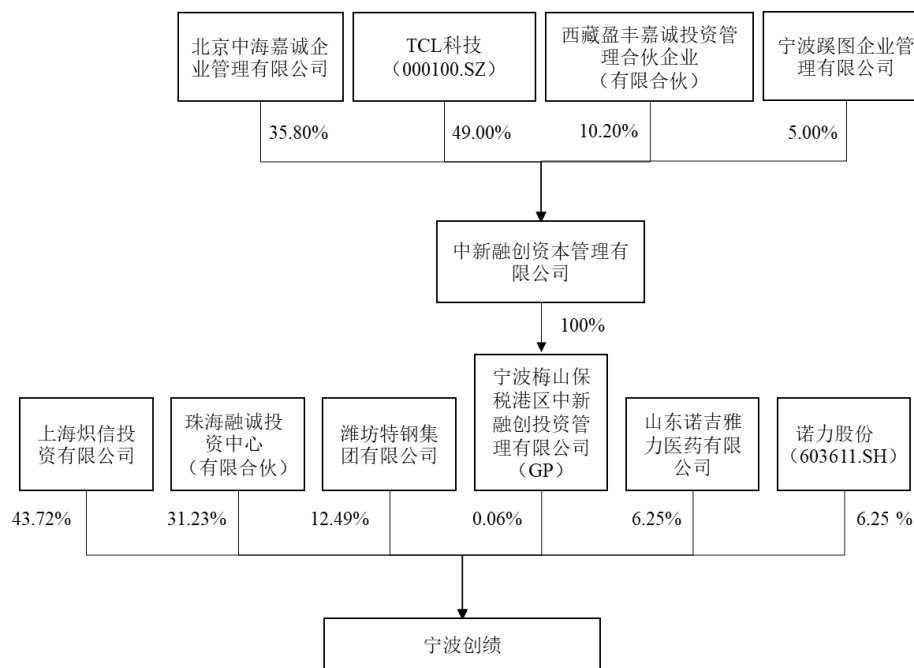 北京中海嘉诚企
业管理有限公司
TCL科技
（000100.SZ）
西藏盈丰嘉诚投资管
理合伙企业
（有限合伙）
宁波蹊图企业管
理有限公司
35.80%
49.00%
10.20%
5.00%
中新融创资本管理有
限公司
100%
上海炽信投
资有限公司
珠海融诚投
资中心
（有限合伙）
潍坊特钢集
团有限公司
宁波梅山保
税港区中新
融创投资管
理有限公司
（GP）
山东诺吉雅
力医药有限
公司
诺力股份
（603611.SH）
43.72%
31.23%
12.49%
0.06%
6.25%
6.25 %
宁波创绩